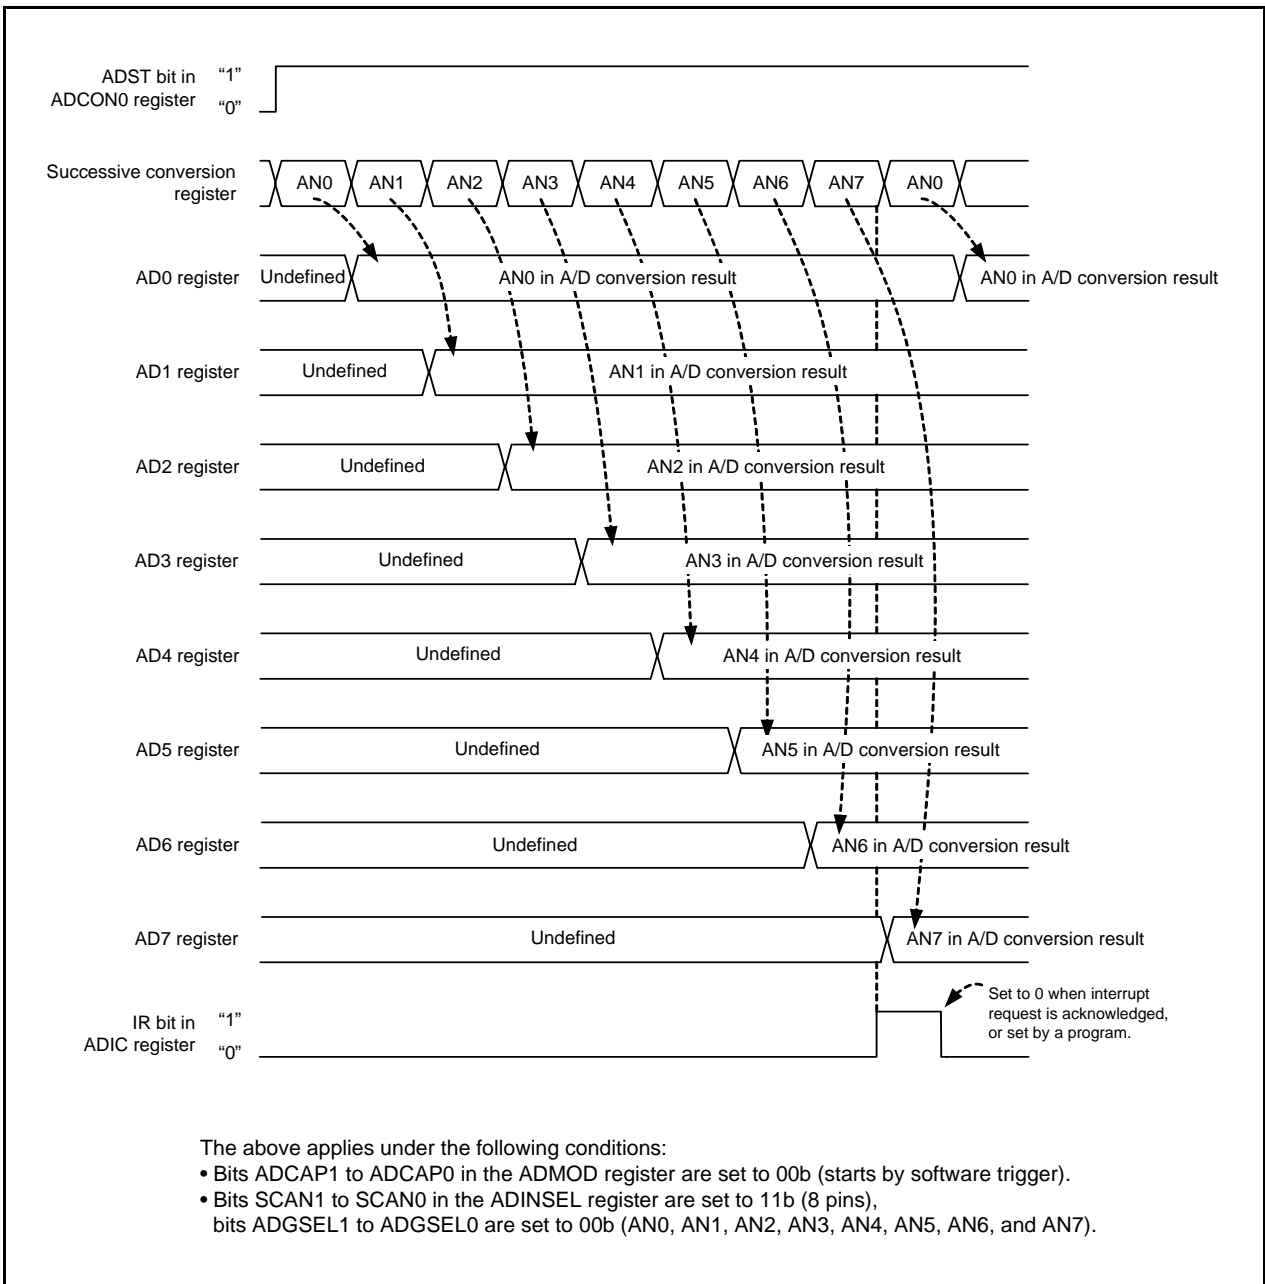 ADST bit in “1”
ADCON0 register “0”
Successive conversion
register
AN0 AN1 AN2 AN3 AN4 AN5 AN6 AN7 AN0
AD0 register Undefined AN0 in A/D conversion result AN0 in A/D conversion result
AD1 register Undefined AN1 in A/D conversion result
AD2 register Undefined AN2 in A/D conversion result
AD3 register Undefined AN3 in A/D conversion result
AD4 register Undefined AN4 in A/D conversion result
AD5 register Undefined AN5 in A/D conversion result
AD6 register Undefined AN6 in A/D conversion result
AD7 register Undefined AN7 in A/D conversion result
IR bit in “1”
ADIC register “0”
Set to 0 when interrupt
request is acknowledged,
or set by a program.
The above applies under the following conditions:
• Bits ADCAP1 to ADCAP0 in the ADMOD register are set to 00b (starts by software trigger).
• Bits SCAN1 to SCAN0 in the ADINSEL register are set to 11b (8 pins),
bits ADGSEL1 to ADGSEL0 are set to 00b (AN0, AN1, AN2, AN3, AN4, AN5, AN6, and AN7).